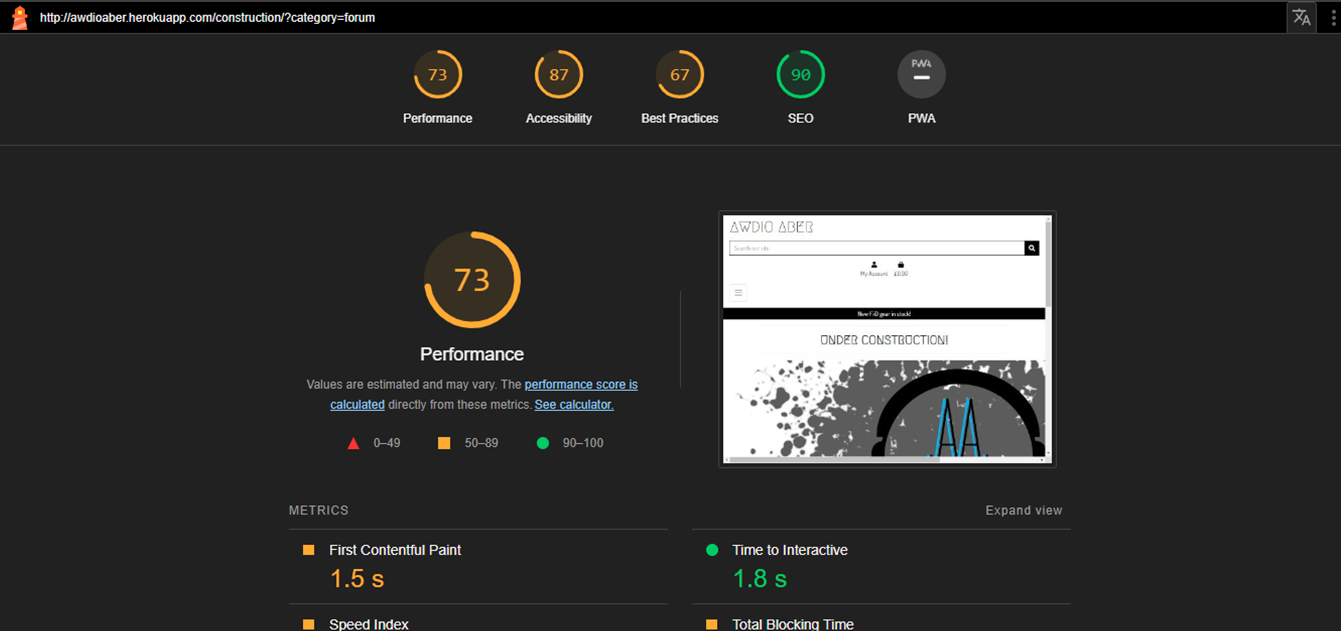 http://awdioaber.herokuapp.com/construction/?category=forum
73
87
67
90
PWA
Performance
Accessibility
Best Practices
SEO
PWA
73
Performance
Values are estimated and may vary. The performance score is
calculated directly from these metrics. See calculator.
0–49
50–89
90–100
AWDIO ABER
Search our site
My Account £0.00
New FiiO gear in stock!
UNDER CONSTRUCTION!
METRICS
Expand view
First Contentful Paint
1.5 s
Time to Interactive
1.8 s
Speed Index
Total Blocking Time